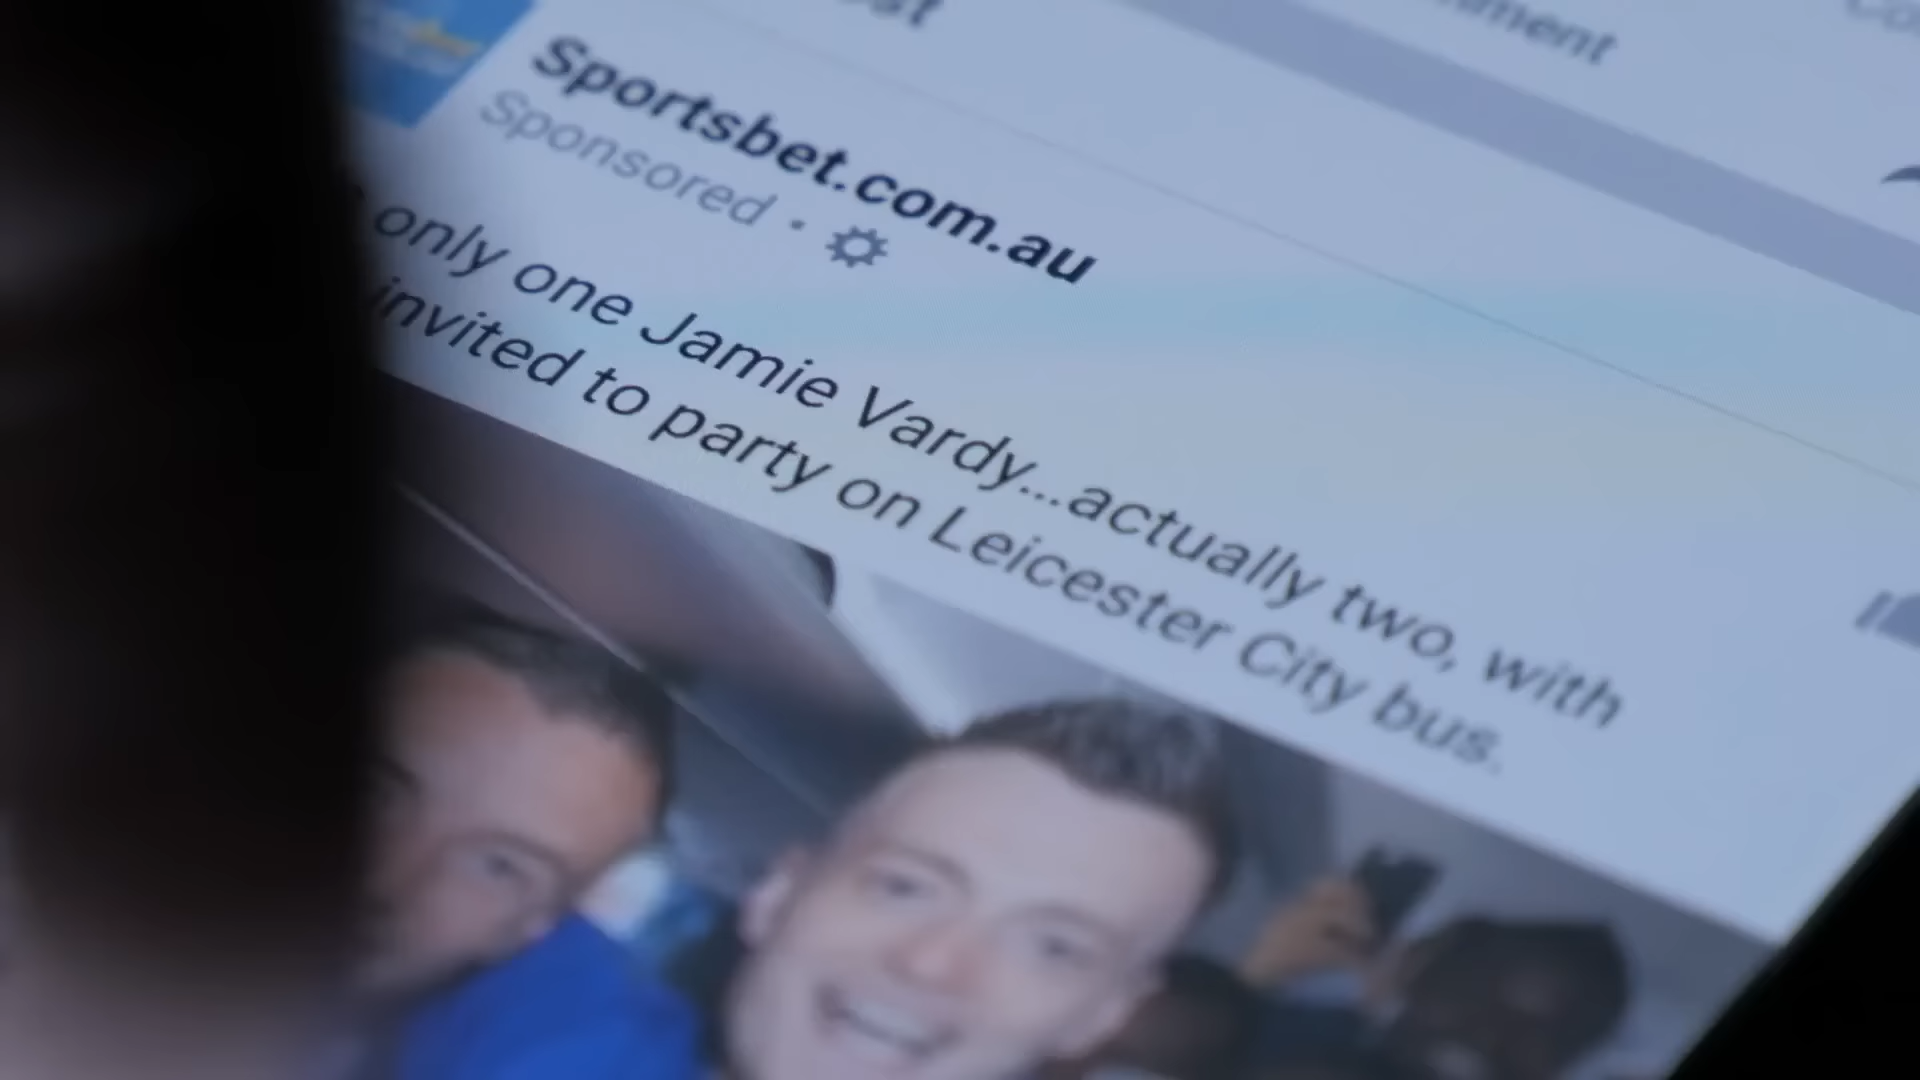 Sportsbet.com.au
Sponsored ·
only one Jamie Vardy...actually two, with
invited to party on Leicester City bus.